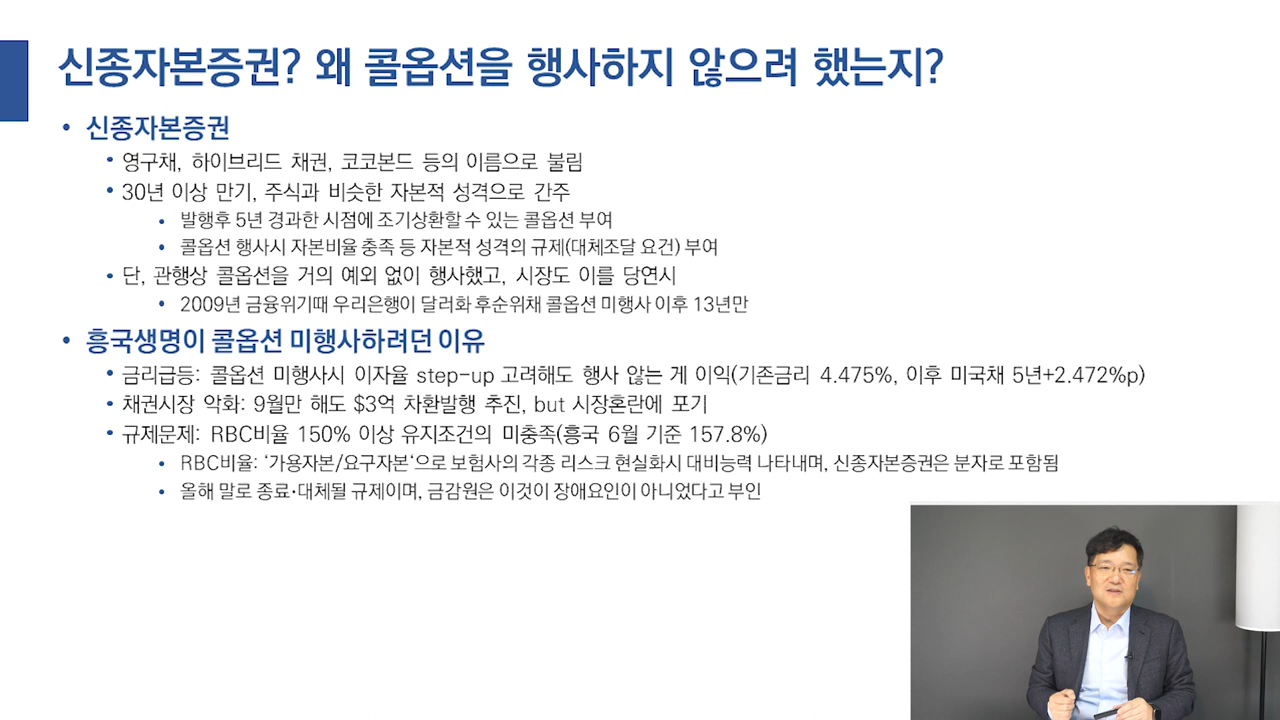 신종자본증권? 왜 콜옵션을 행사하지 않으려 했는지?
• 신종자본증권
• 영구채, 하이브리드 채권, 코코본드 등의 이름으로 불림
• 30년 이상 만기, 주식과 비슷한 자본적 성격으로 간주
• 발행후 5년 경과한 시점에 조기상환할 수 있는 콜옵션 부여
• 콜옵션 행사시 자본비율 충족 등 자본적 성격의 규제(대체조달 요건) 부여
• 단, 관행상 콜옵션을 거의 예외 없이 행사했고, 시장도 이를 당연시
• 2009년 금융위기때 우리은행이 달러화 후순위채 콜옵션 미행사 이후 13년만
• 흥국생명이 콜옵션 미행사하려던 이유
• 금리급등: 콜옵션 미행사시 이자율 step-up 고려해도 행사 않는 게 이익(기존금리 4.475%, 이후 미국채 5년+2.472%p)
• 채권시장 악화: 9월만 해도 $3억 차환발행 추진, but 시장혼란에 포기
• 규제문제: RBC비율 150% 이상 유지조건의 미충족(흥국 6월 기준 157.8%)
• RBC비율: '가용자본/요구자본'으로 보험사의 각종 리스크 현실화시 대비능력 나타내며, 신종자본증권은 분자로 포함됨
• 올해 말로 종료·대체될 규제이며, 금감원은 이것이 장애요인이 아니었다고 부인